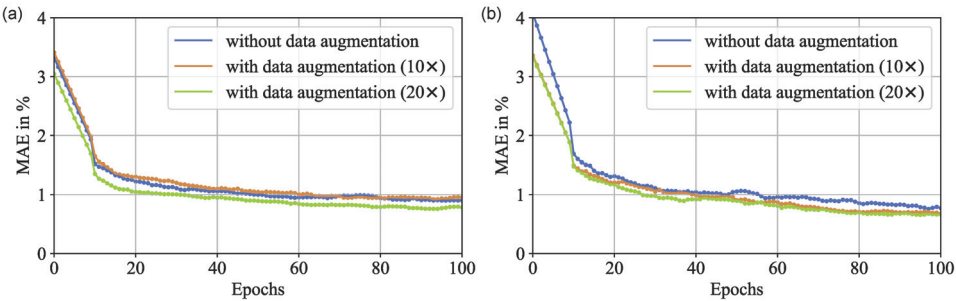 (a)
4
3
2
1
0
MAE in %
without data augmentation
with data augmentation (10×)
with data augmentation (20×)
0 20 40 60 80 100
Epochs
(b)
4
3
2
1
0
MAE in %
without data augmentation
with data augmentation (10×)
with data augmentation (20×)
0 20 40 60 80 100
Epochs